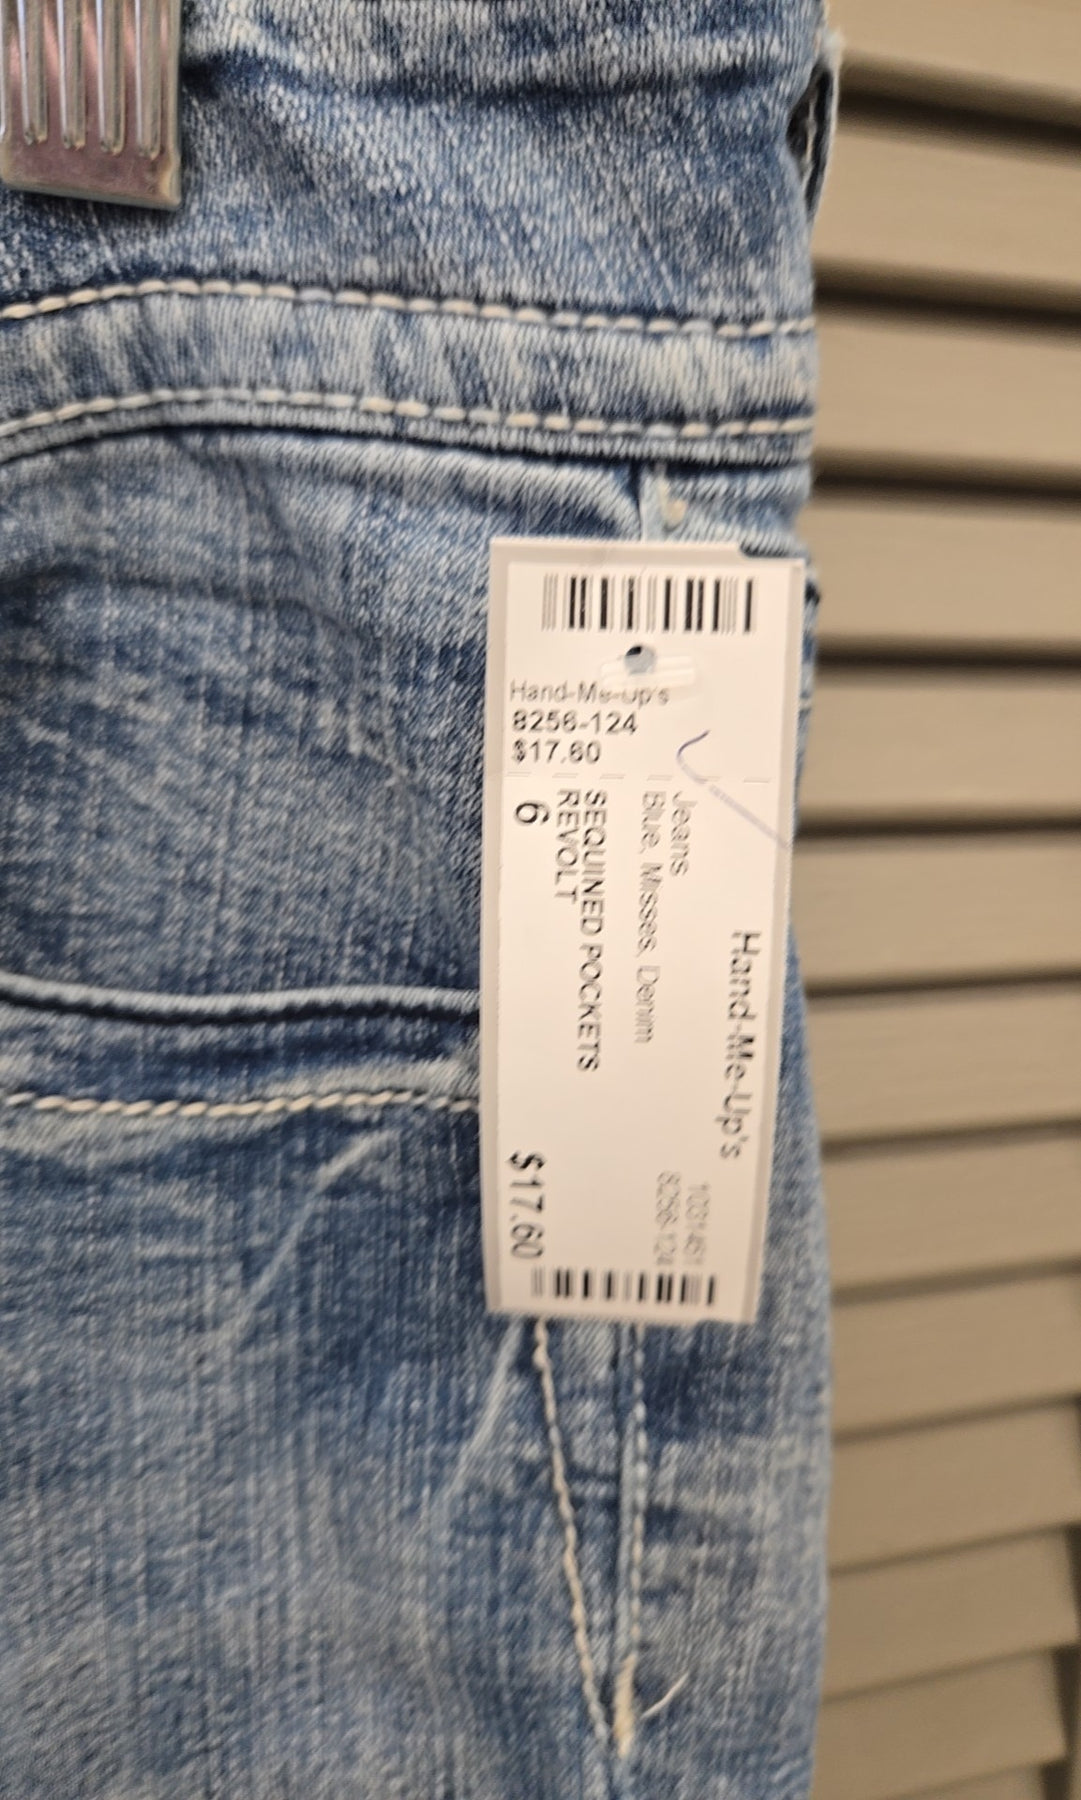 Hand-Me-Up's
8256-124
$17.60
Hand-Me-Up's
8256-124
Jeans
Blue, Misses, Denim
SEQUINED POCKETS
REVOLT
6
$17.60